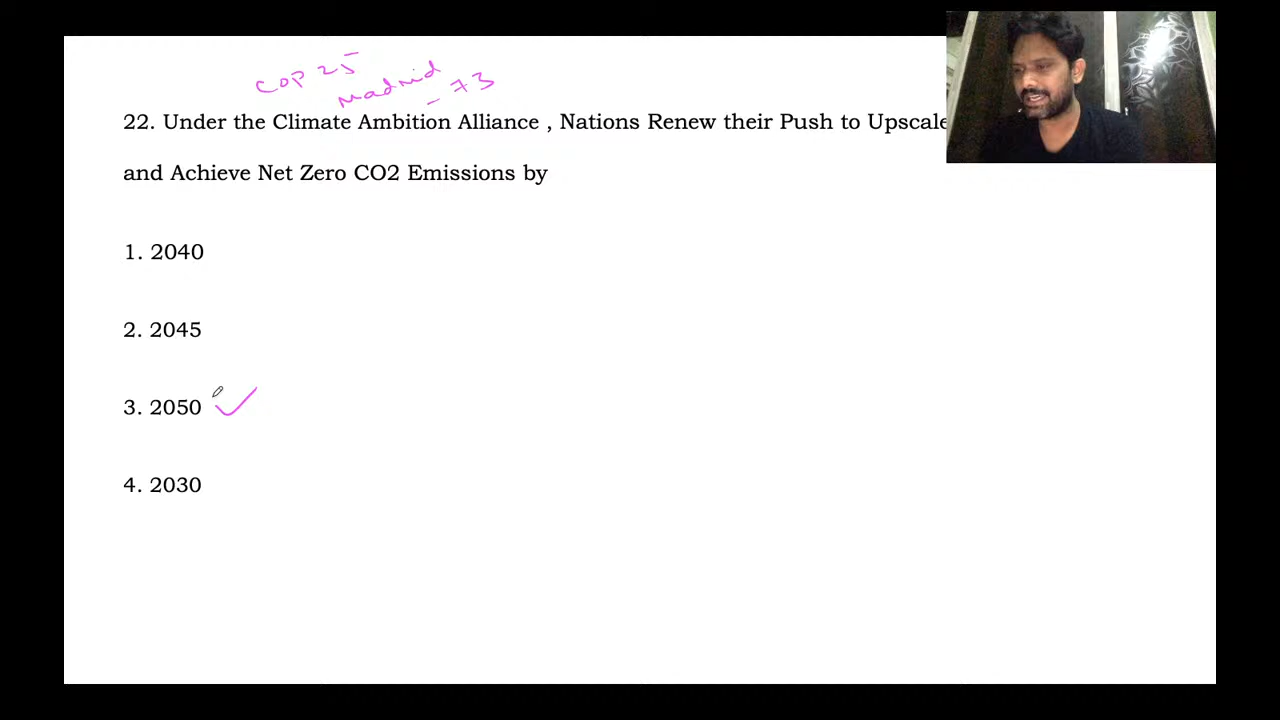 COP 25
Madrid
- 73
22. Under the Climate Ambition Alliance , Nations Renew their Push to Upscale
and Achieve Net Zero CO2 Emissions by
1. 2040
2. 2045
3. 2050
4. 2030